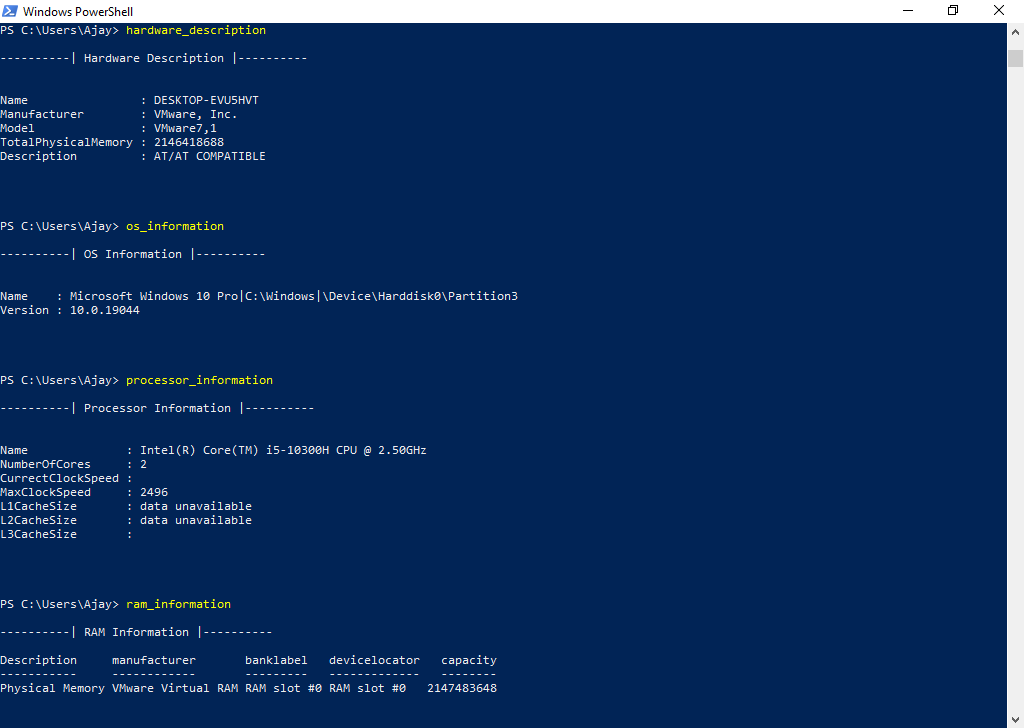 Windows PowerShell
PS C:\Users\Ajay> hardware_description
----------| Hardware Description |----------
Name                : DESKTOP-EVU5HVT
Manufacturer        : VMware, Inc.
Model               : VMware7,1
TotalPhysicalMemory : 2146418688
Description         : AT/AT COMPATIBLE
PS C:\Users\Ajay> os_information
----------| OS Information |----------
Name    : Microsoft Windows 10 Pro|C:\Windows|\Device\Harddisk0\Partition3
Version : 10.0.19044
PS C:\Users\Ajay> processor_information
----------| Processor Information |----------
Name              : Intel(R) Core(TM) i5-10300H CPU @ 2.50GHz
NumberOfCores     : 2
CurrectClockSpeed :
MaxClockSpeed     : 2496
L1CacheSize       : data unavailable
L2CacheSize       : data unavailable
L3CacheSize       :
PS C:\Users\Ajay> ram_information
----------| RAM Information |----------
Description     manufacturer       banklabel   devicelocator   capacity
-----------     ------------       ---------   -------------   --------
Physical Memory VMware Virtual RAM RAM slot #0 RAM slot #0   2147483648